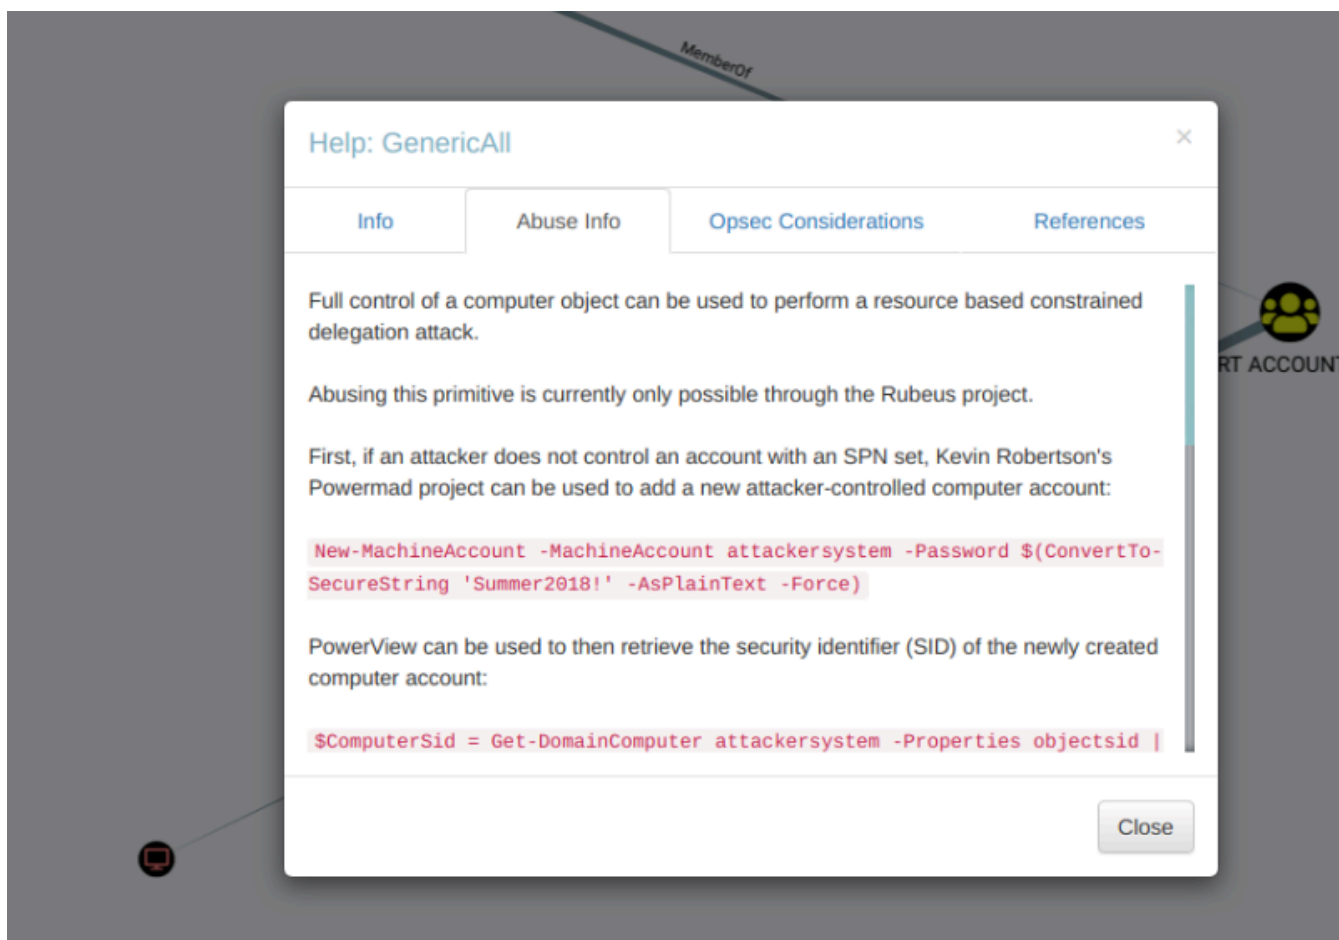 MemberOf
Help: GenericAll
×
Info
Abuse Info
Opsec Considerations
References
Full control of a computer object can be used to perform a resource based constrained
delegation attack.
Abusing this primitive is currently only possible through the Rubeus project.
First, if an attacker does not control an account with an SPN set, Kevin Robertson's
Powermad project can be used to add a new attacker-controlled computer account:
New-MachineAccount -MachineAccount attackersystem -Password $(ConvertTo-
SecureString 'Summer2018!' -AsPlainText -Force)
PowerView can be used to then retrieve the security identifier (SID) of the newly created
computer account:
$ComputerSid = Get-DomainComputer attackersystem -Properties objectsid |
RT ACCOUNT
Close